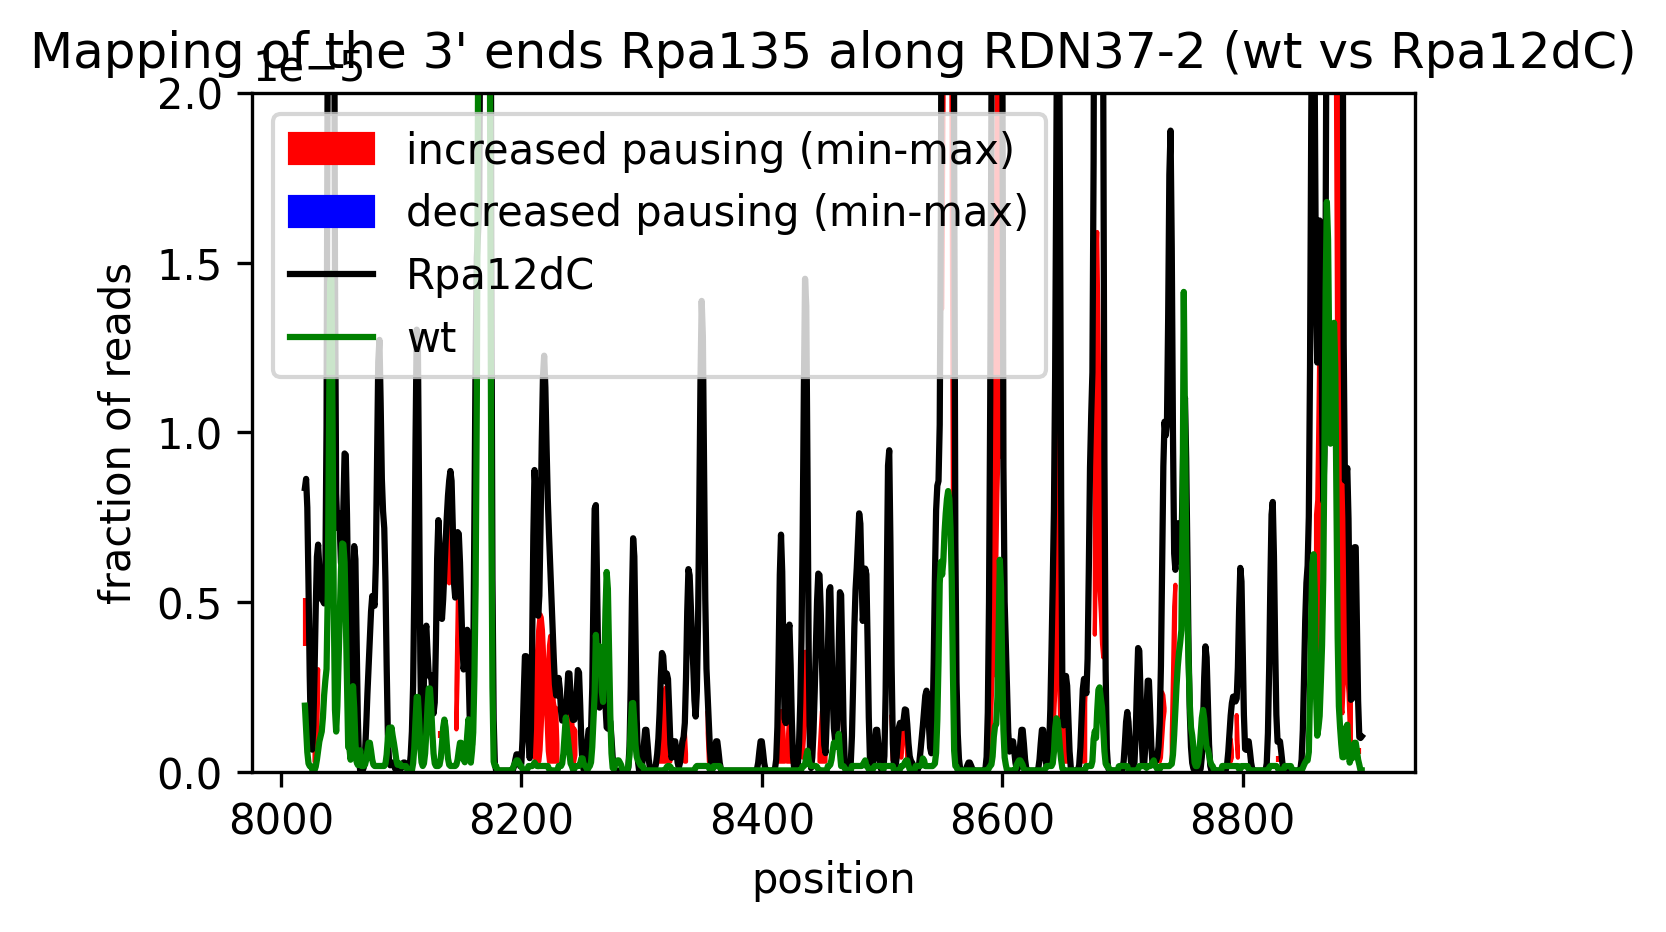 Mapping of the 3' ends Rpa135 along RDN37-2 (wt vs Rpa12dC)
1e−5
2.0
1.5
1.0
0.5
0.0
fraction of reads
increased pausing (min-max)
decreased pausing (min-max)
Rpa12dC
wt
8000 8200 8400 8600 8800
position